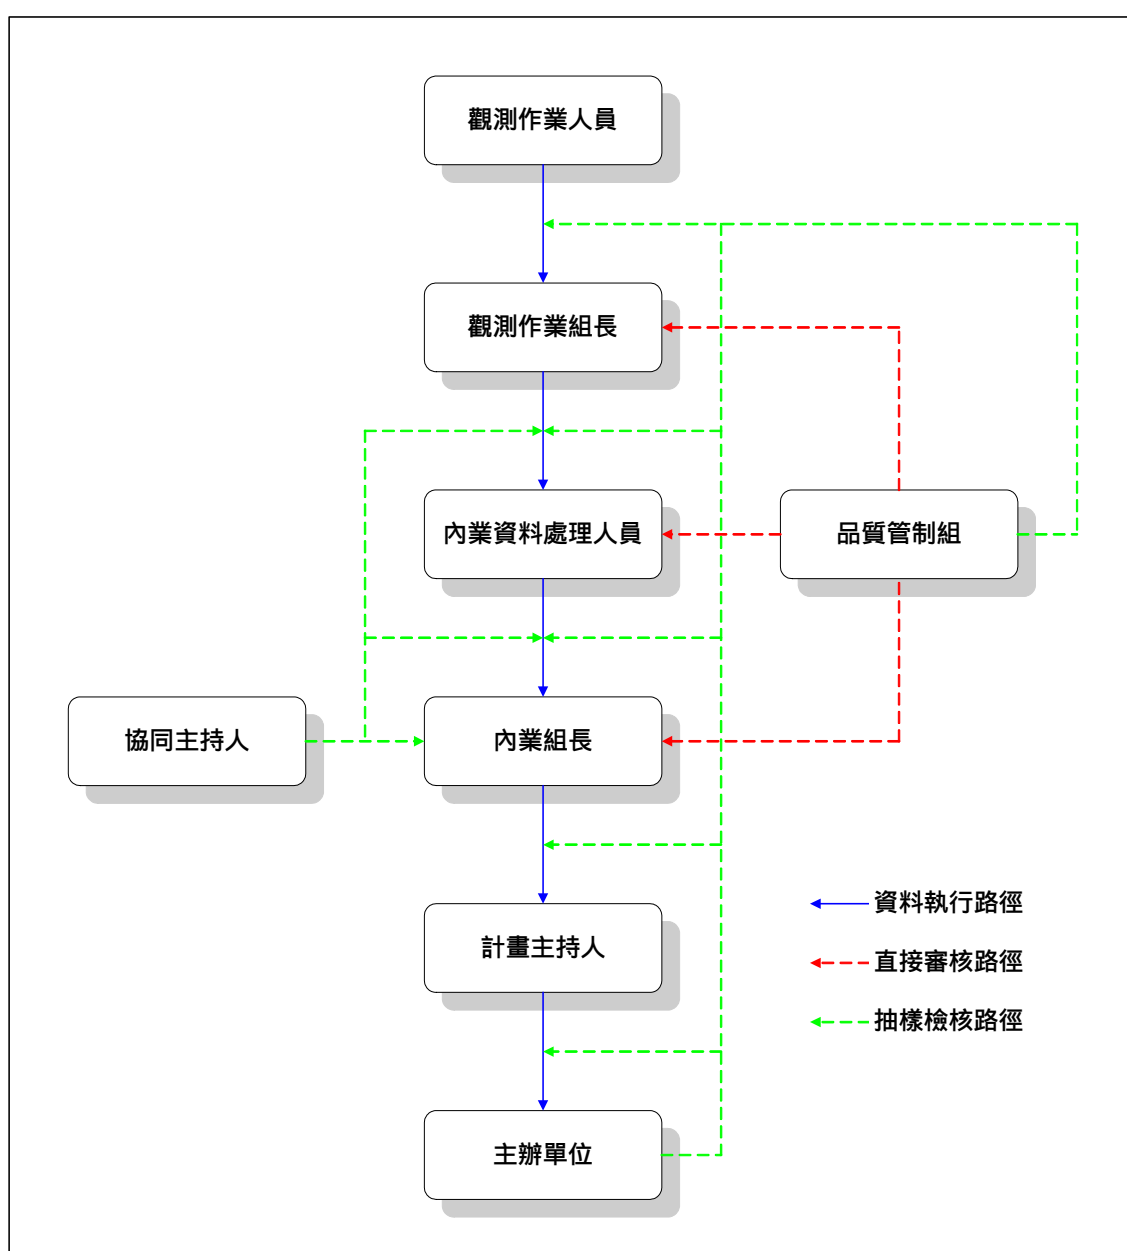 觀測作業人員
觀測作業組長
內業資料處理人員
品質管制組
協同主持人
內業組長
計畫主持人
主辦單位
資料執行路徑
直接審核路徑
抽樣檢核路徑